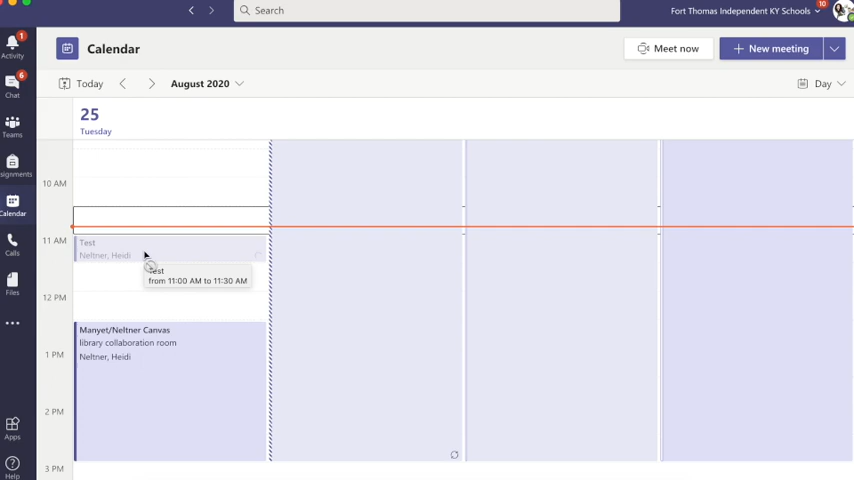 Search
Fort Thomas Independent KY Schools
10
1
Activity
Calendar
Meet now
New meeting
6
Chat
Today
August 2020
Day
Teams
25
Tuesday
signments
10 AM
Calendar
11 AM
Test
Neltner, Heidi
Calls
Test
from 11:00 AM to 11:30 AM
Files
12 PM
Manyet/Neltner Canvas
library collaboration room
Neltner, Heidi
1 PM
2 PM
Apps
3 PM
Help